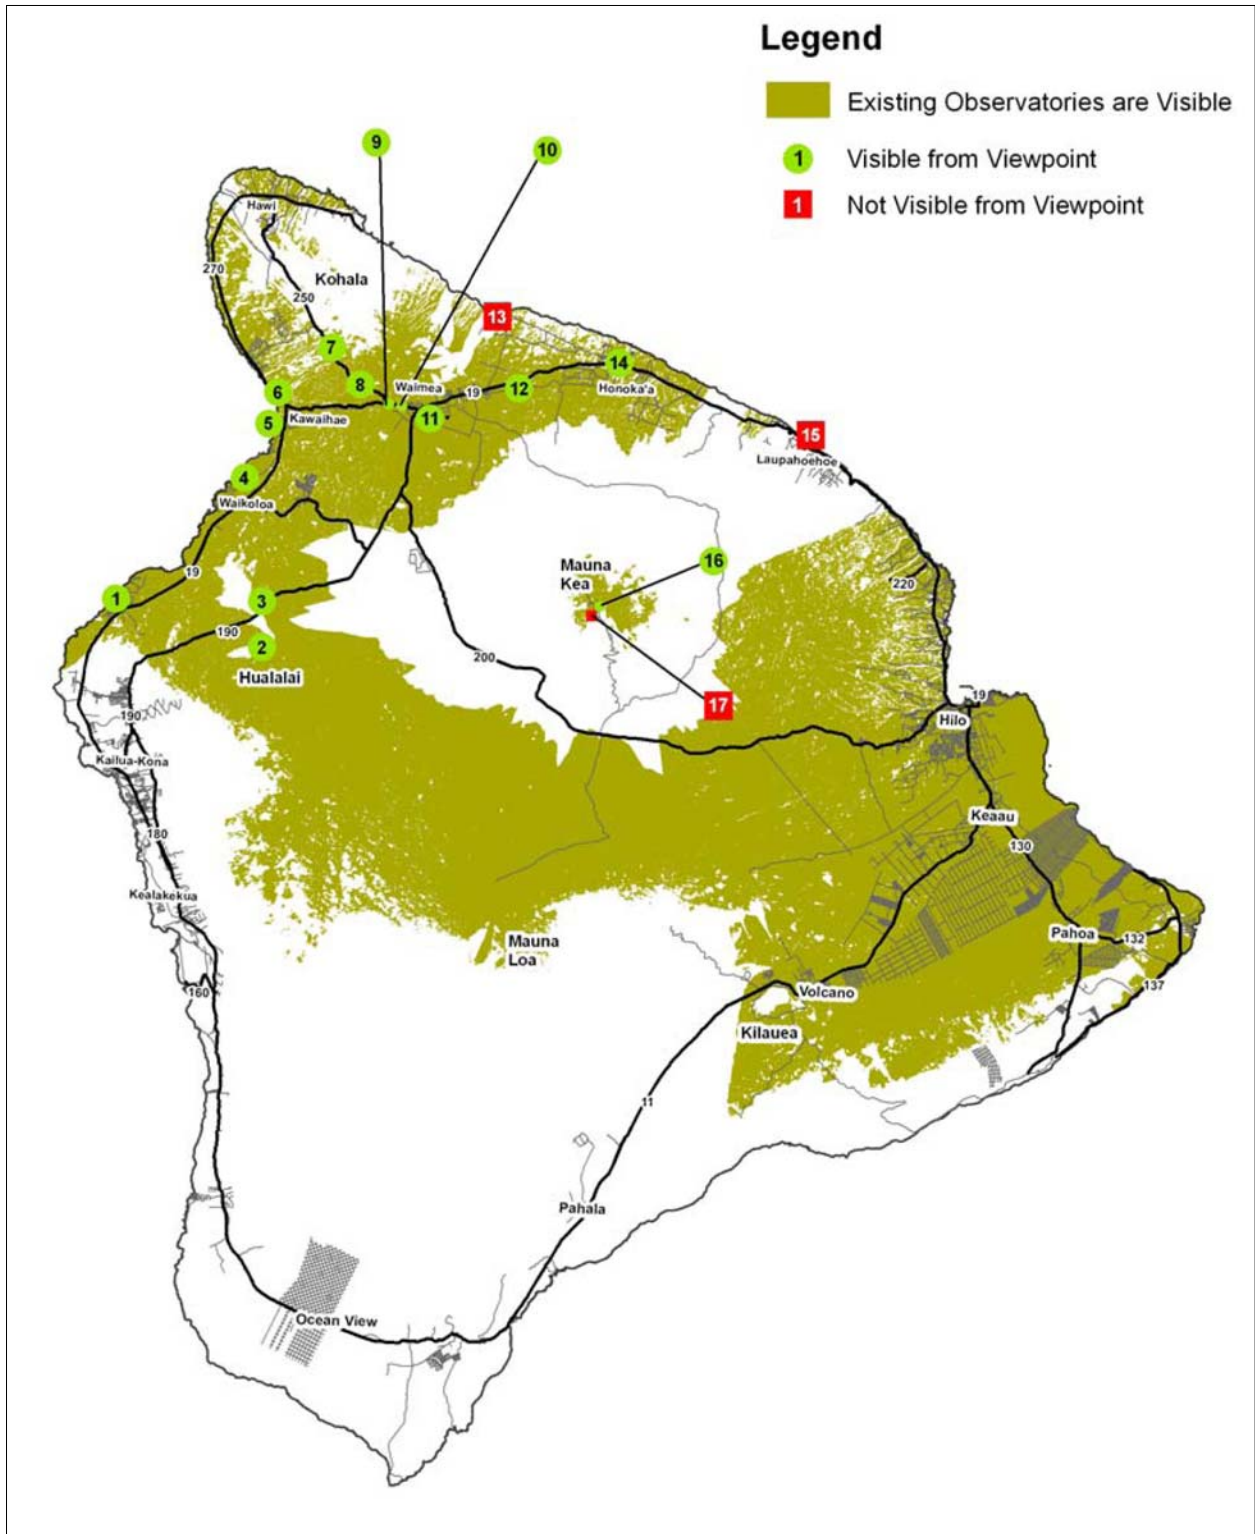 Legend
Existing Observatories are Visible
1 Visible from Viewpoint
1 Not Visible from Viewpoint
9
10
Hawi
270
Kohala
250
13
7
14
6
8
Waimea
19
12
Honoka'a
5
Kawaihae
11
15
Laupahoehoe
4
Waikoloa
Mauna
Kea
16
19
220
1
3
190
2
200
Hualalai
17
190
19
Hilo
Kailua-Kona
Keaau
180
130
Kealakekua
Pahoa
132
Mauna
Loa
160
Volcano
137
Kilauea
11
Pahala
Ocean View